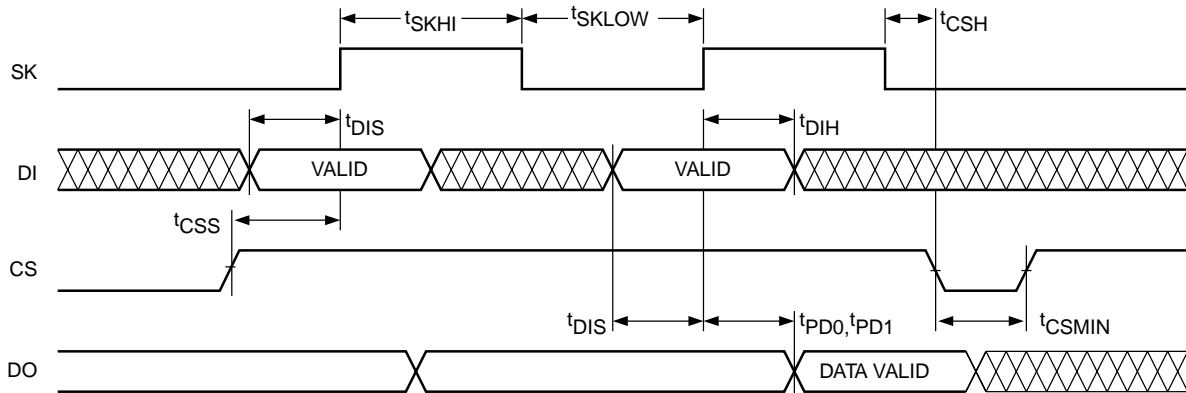 tSKHI tSKLOW tCSH
SK
tDIS tDIH
DI VALID VALID
tCSS
CS
tDIS tPD0,tPD1 tCSMIN
DO DATA VALID